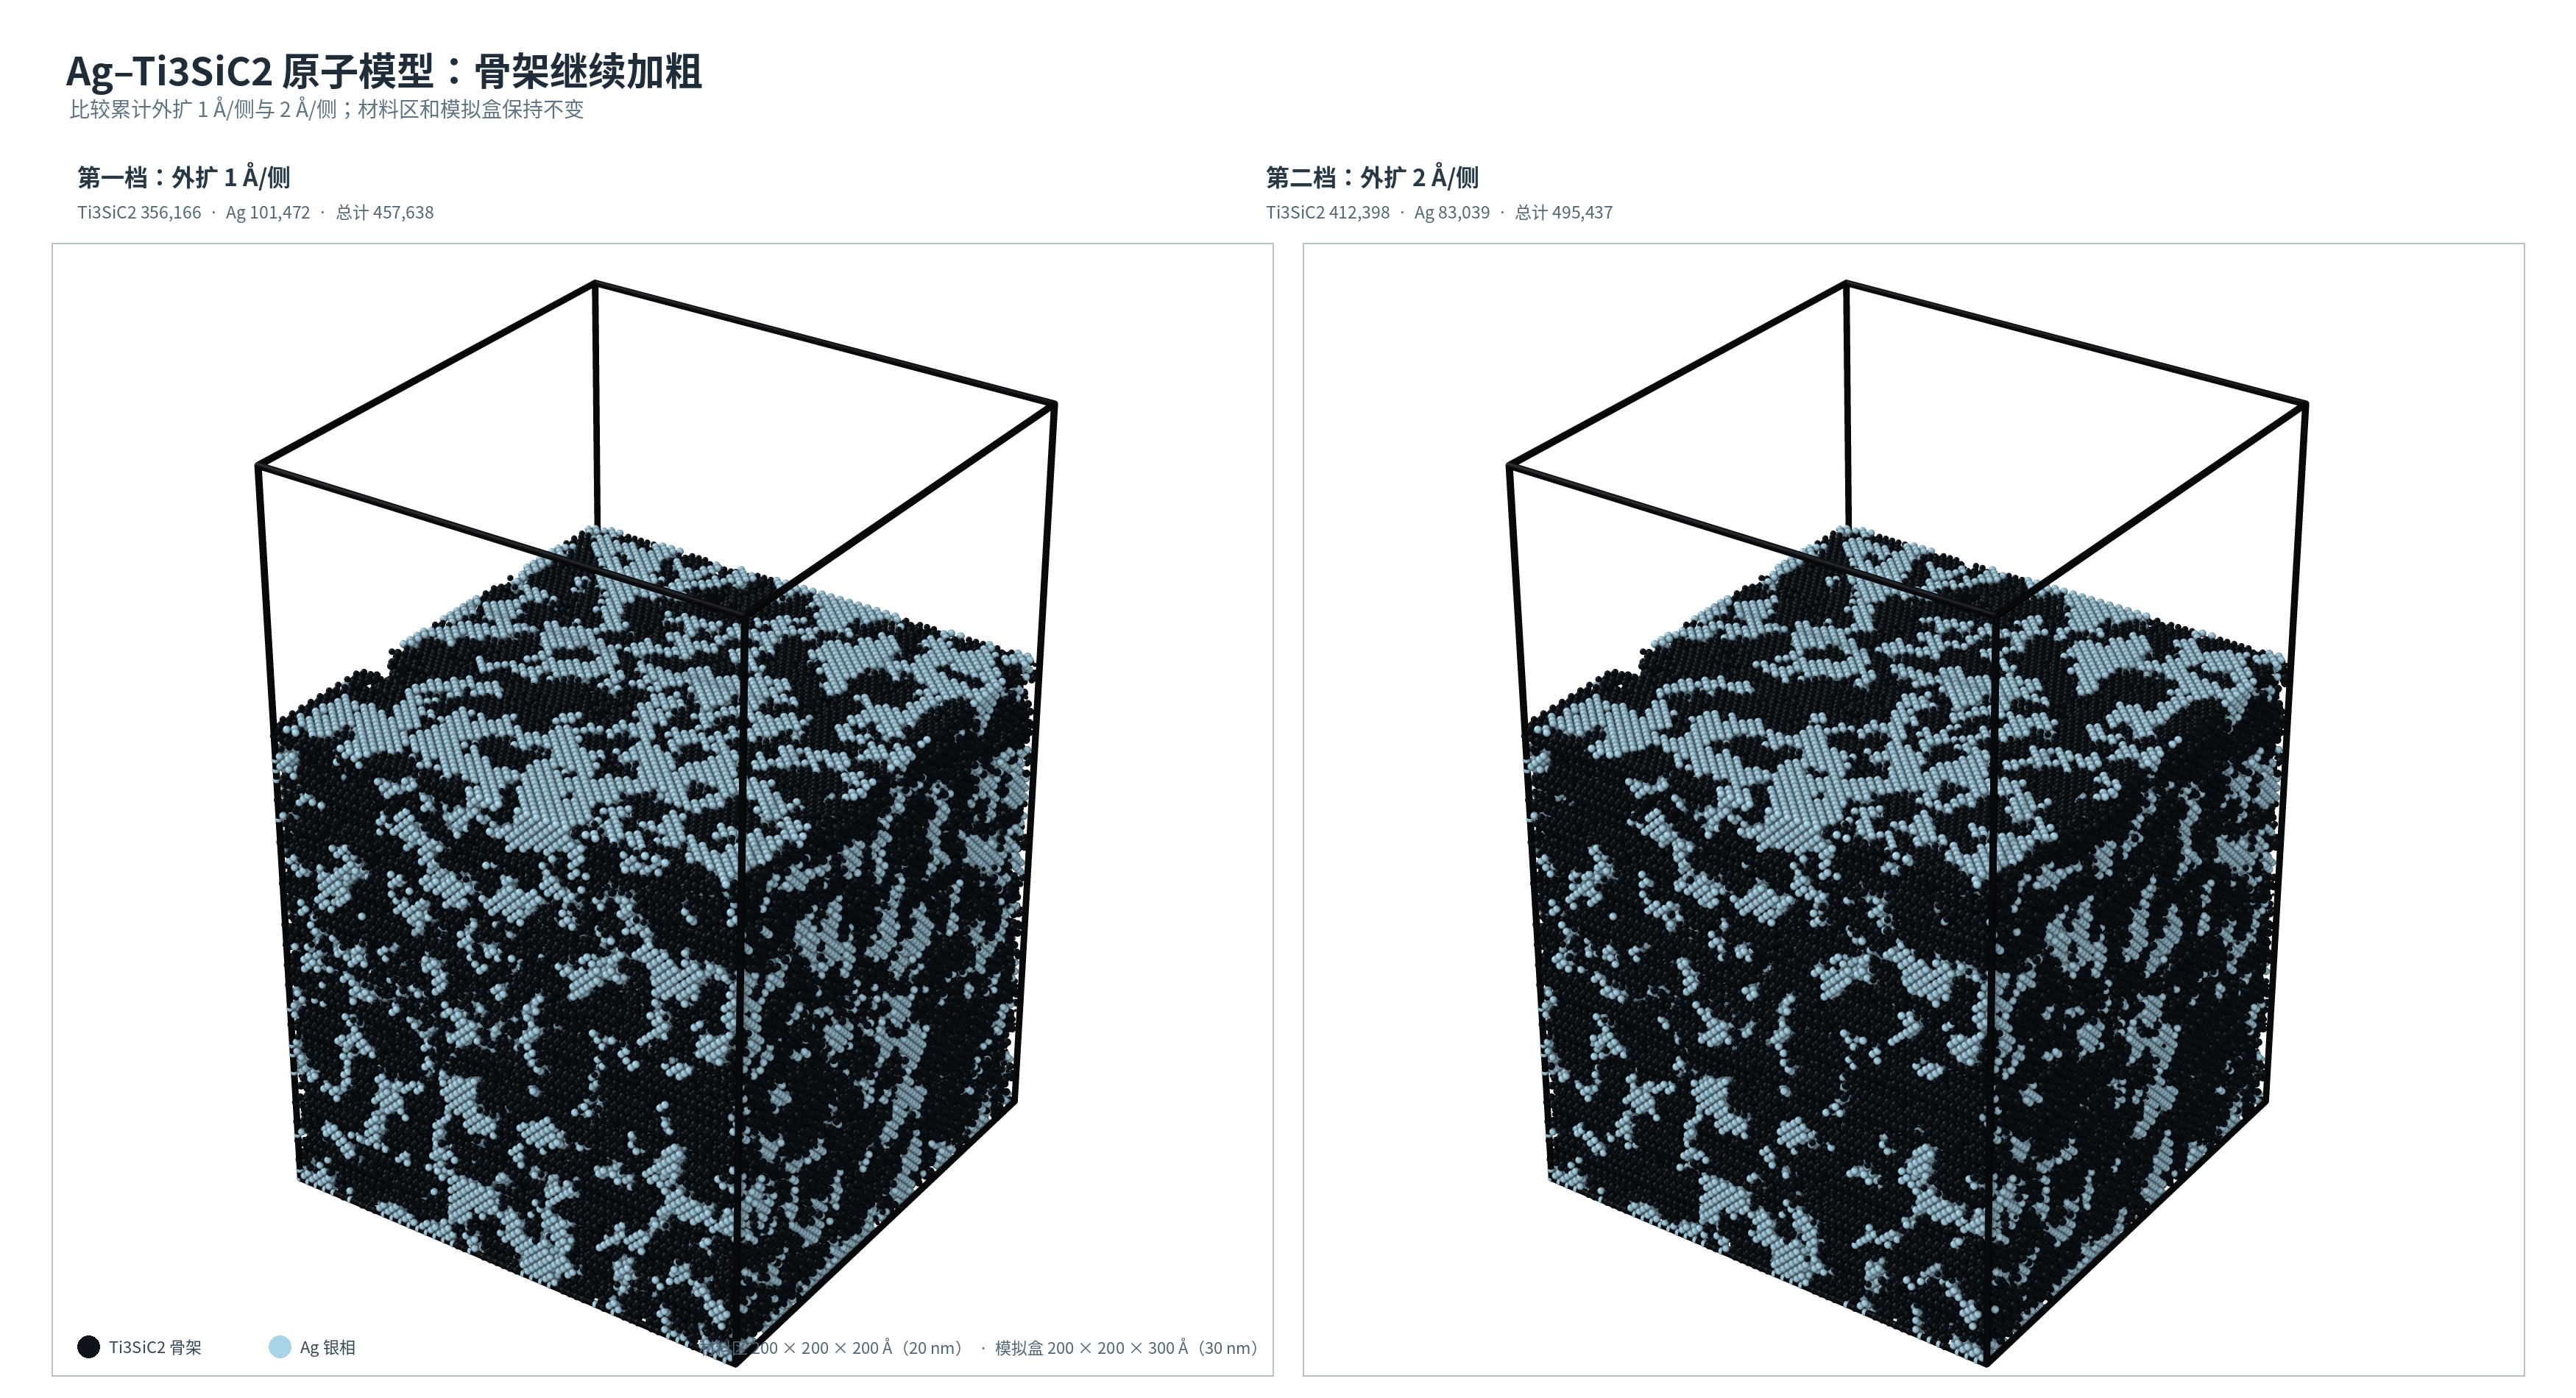 Ag–Ti3SiC2 原子模型：骨架继续加粗
比较累计外扩 1 Å/侧与 2 Å/侧；材料区和模拟盒保持不变
第一档：外扩 1 Å/侧
Ti3SiC2 356,166 · Ag 101,472 · 总计 457,638
第二档：外扩 2 Å/侧
Ti3SiC2 412,398 · Ag 83,039 · 总计 495,437
Ti3SiC2 骨架
Ag 银相
200 × 200 × 200 Å（20 nm） · 模拟盒 200 × 200 × 300 Å（30 nm）